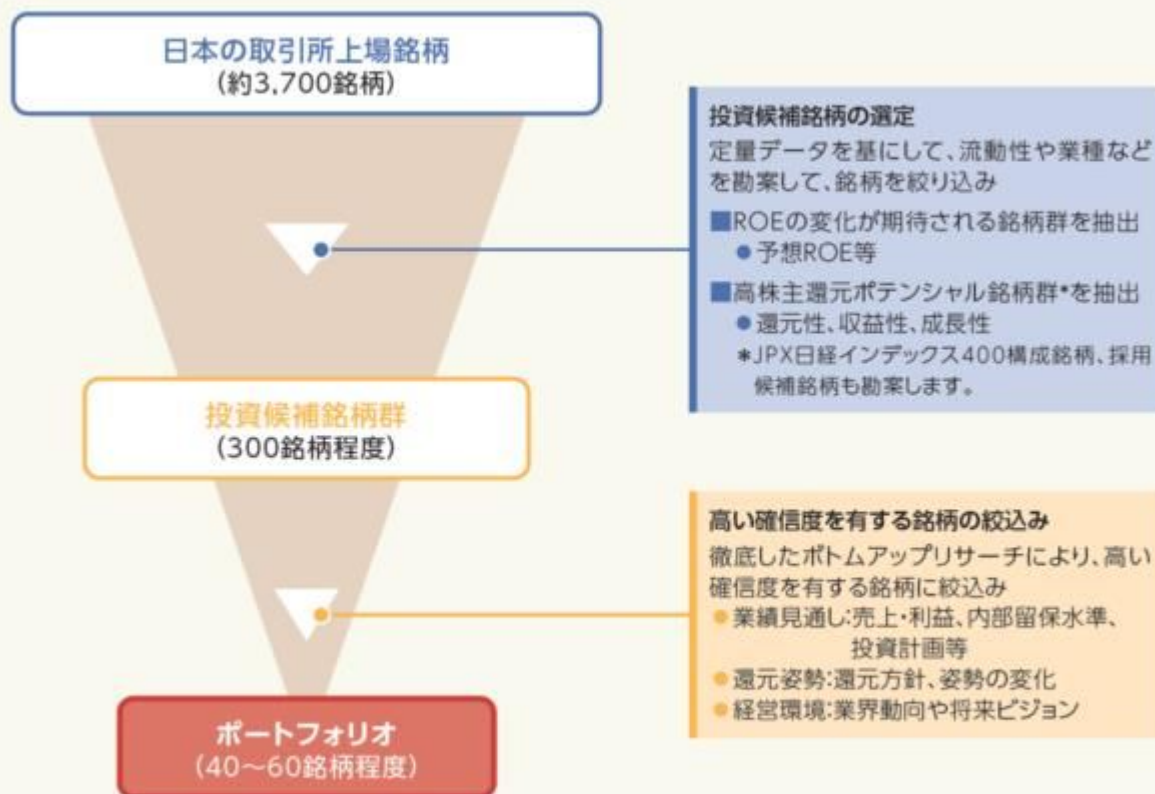 日本の取引所上場銘柄
(約3,700銘柄)
投資候補銘柄の選定
定量データを基にして、流動性や業種など
を勘案して、銘柄を絞り込み
■ROEの変化が期待される銘柄群を抽出
●予想ROE等
■高株主還元ポテンシャル銘柄群*を抽出
●還元性、収益性、成長性
*JPX日経インデックス400構成銘柄、採用
候補銘柄も勘案します。
投資候補銘柄群
(300銘柄程度)
高い確信度を有する銘柄の絞込み
徹底したボトムアップリサーチにより、高い
確信度を有する銘柄に絞込み
●業績見通し:売上・利益、内部留保水準、
投資計画等
●還元姿勢:還元方針、姿勢の変化
●経営環境:業界動向や将来ビジョン
ポートフォリオ
(40～60銘柄程度)